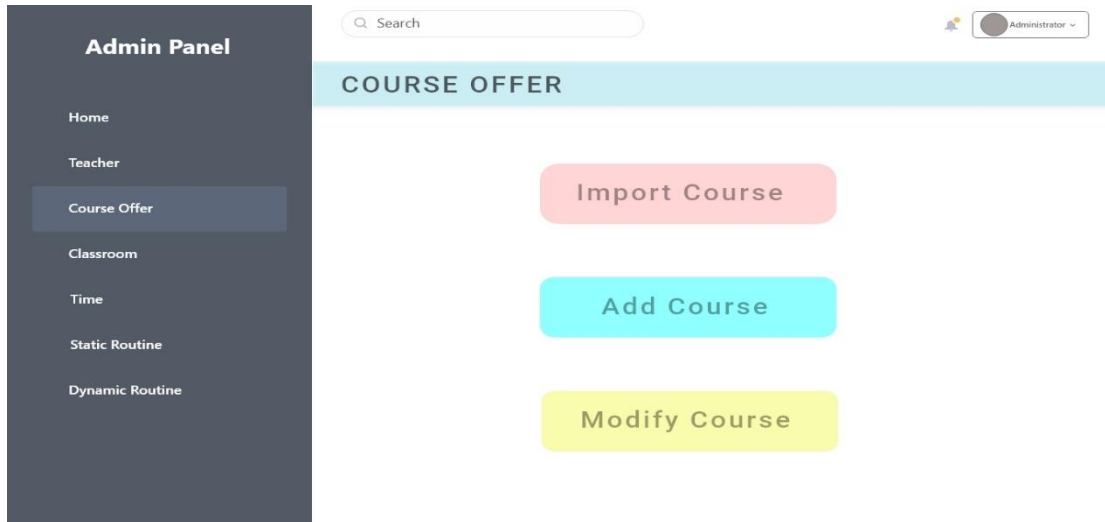 Admin Panel
Home
Teacher
Course Offer
Classroom
Time
Static Routine
Dynamic Routine
Search
Administrator
COURSE OFFER
Import Course
Add Course
Modify Course